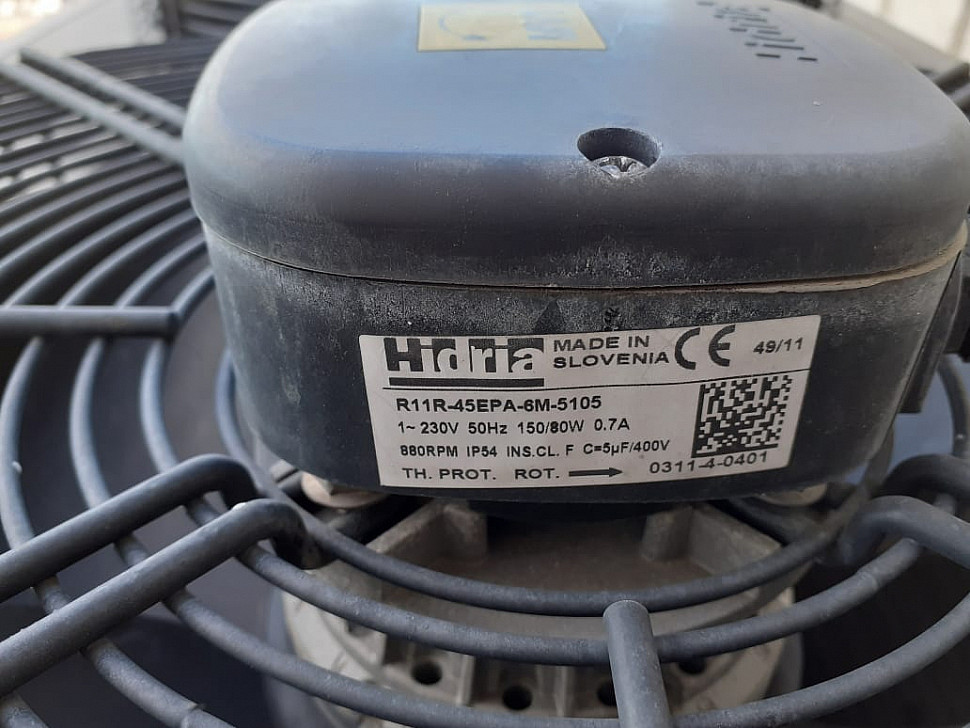 Hidria MADE IN SLOVENIA CE 49/11
R11R-45EPA-6M-5105
1~ 230V 50Hz 150/80W 0.7A
880RPM IP54 INS.CL. F C=5µF/400V
TH. PROT. ROT. → 0311-4-0401